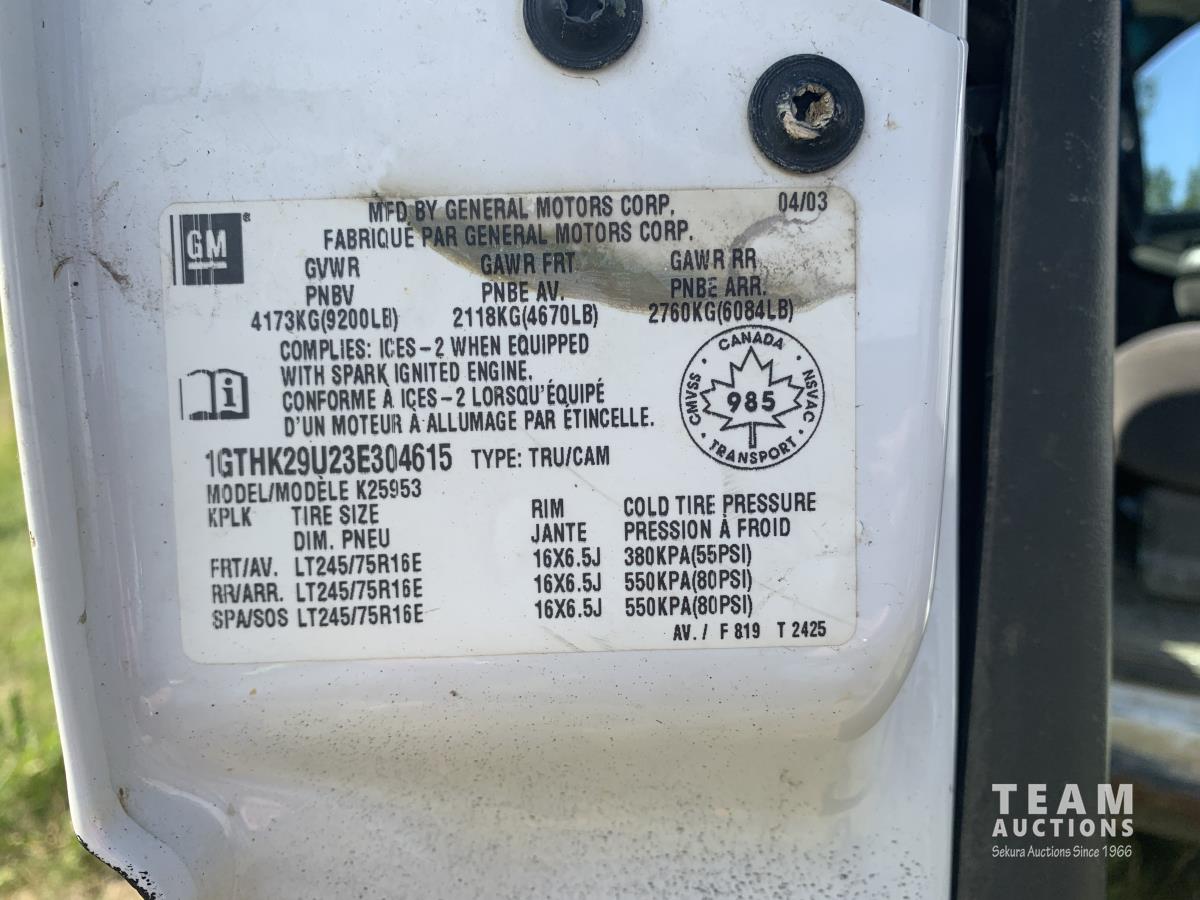 GM ®
MFD BY GENERAL MOTORS CORP. 04/03
FABRIQUÉ PAR GENERAL MOTORS CORP.
GVWR GAWR FRT GAWR RR
PNBV PNBE AV. PNBE ARR.
4173KG(9200LB) 2118KG(4670LB) 2760KG(6084LB)
COMPLIES: ICES-2 WHEN EQUIPPED
WITH SPARK IGNITED ENGINE.
CONFORME À ICES-2 LORSQU'ÉQUIPÉ
D'UN MOTEUR À ALLUMAGE PAR ÉTINCELLE.
i
CANADA
CMVSS 985 NSVAC
TRANSPORT
1GTHK29U23E304615 TYPE: TRU/CAM
MODEL/MODÈLE K25953
KPLK TIRE SIZE RIM COLD TIRE PRESSURE
DIM. PNEU JANTE PRESSION À FROID
FRT/AV. LT245/75R16E 16X6.5J 380KPA(55PSI)
RR/ARR. LT245/75R16E 16X6.5J 550KPA(80PSI)
SPA/SOS LT245/75R16E 16X6.5J 550KPA(80PSI)
AV. / F 819 T 2425
TEAM
AUCTIONS
Sekura Auctions Since 1966